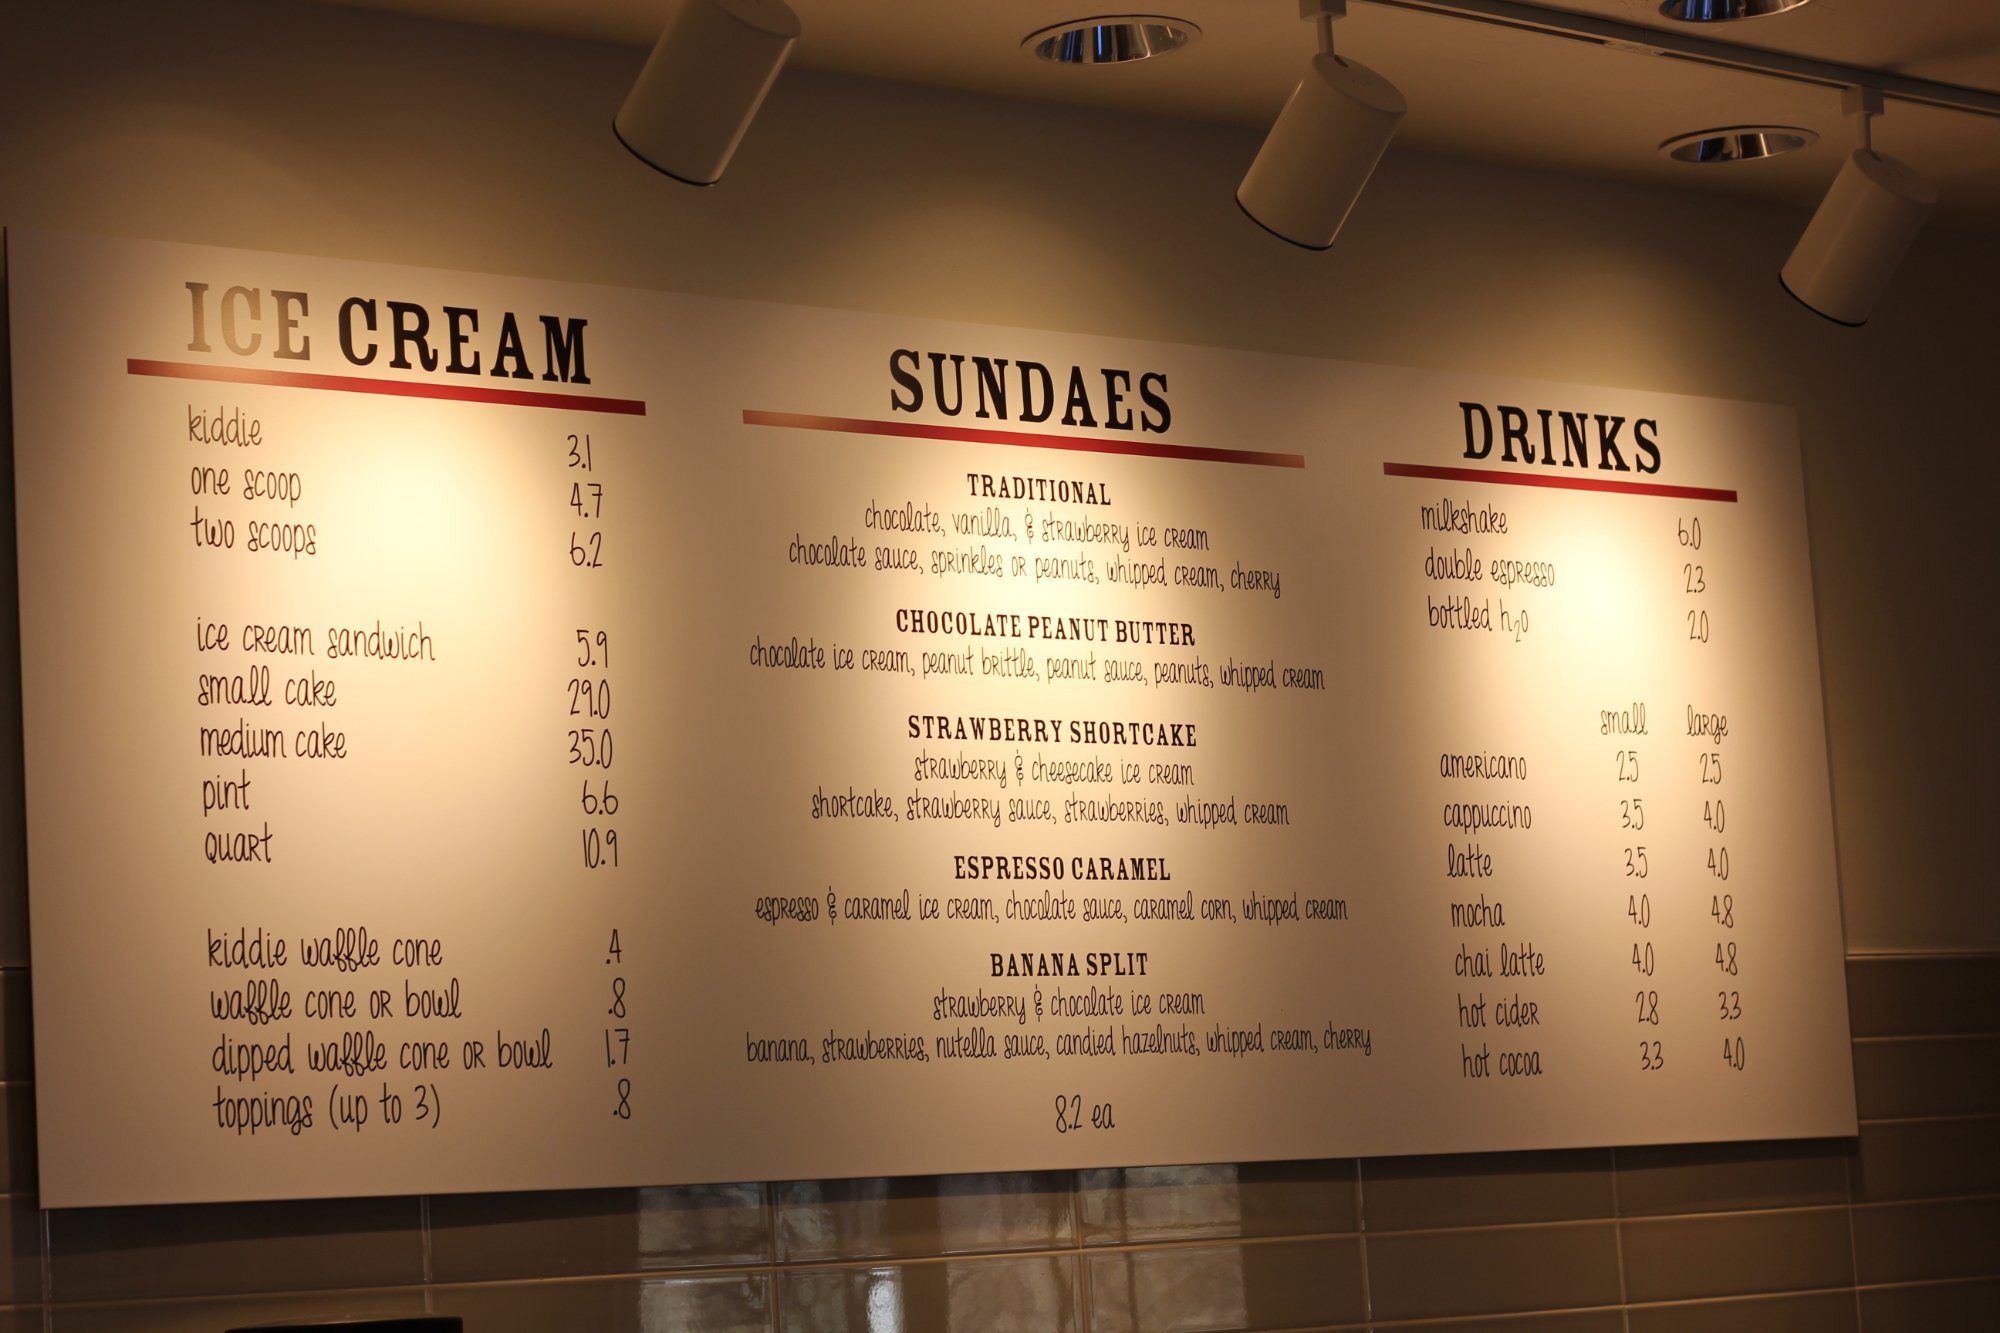 ICE CREAM
kiddie 3.1
one scoop 4.7
two scoops 6.2
ice cream sandwich 5.9
small cake 29.0
medium cake 35.0
pint 6.6
quart 10.9
kiddie waffle cone .4
waffle cone or bowl .8
dipped waffle cone or bowl 1.7
toppings (up to 3) .8
SUNDAES
TRADITIONAL
chocolate, vanilla, & strawberry ice cream
chocolate sauce, sprinkles or peanuts, whipped cream, cherry
CHOCOLATE PEANUT BUTTER
chocolate ice cream, peanut brittle, peanut sauce, peanuts, whipped cream
STRAWBERRY SHORTCAKE
strawberry & cheesecake ice cream
shortcake, strawberry sauce, strawberries, whipped cream
ESPRESSO CARAMEL
espresso & caramel ice cream, chocolate sauce, caramel corn, whipped cream
BANANA SPLIT
strawberry & chocolate ice cream
banana, strawberries, nutella sauce, candied hazelnuts, whipped cream, cherry
8.2 ea
DRINKS
milkshake 6.0
double espresso 2.3
bottled h₂o 2.0
small large
americano 2.5 2.5
cappuccino 3.5 4.0
latte 3.5 4.0
mocha 4.0 4.8
chai latte 4.0 4.8
hot cider 2.8 3.3
hot cocoa 3.3 4.0